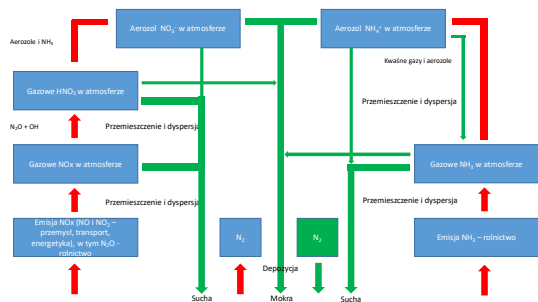 Aerozol NO₂⁻ w atmosferze
Aerozol NH₄⁺ w atmosferze
Aerozole i NH₃
Kwaśne gazy i aerozole
Gazowe HNO₃ w atmosferze
Przemieszczenie i dyspersja
N₂O + OH
Przemieszczenie i dyspersja
Gazowe NOx w atmosferze
Gazowe NH₃ w atmosferze
Przemieszczenie i dyspersja
Przemieszczenie i dyspersja
Emisja NOx (NO i NO₂ –
przemysł, transport,
energetyka), w tym N₂O -
rolnictwo
N₂
N₂
Emisja NH₃ – rolnictwo
Depozycja
Sucha
Mokra
Sucha